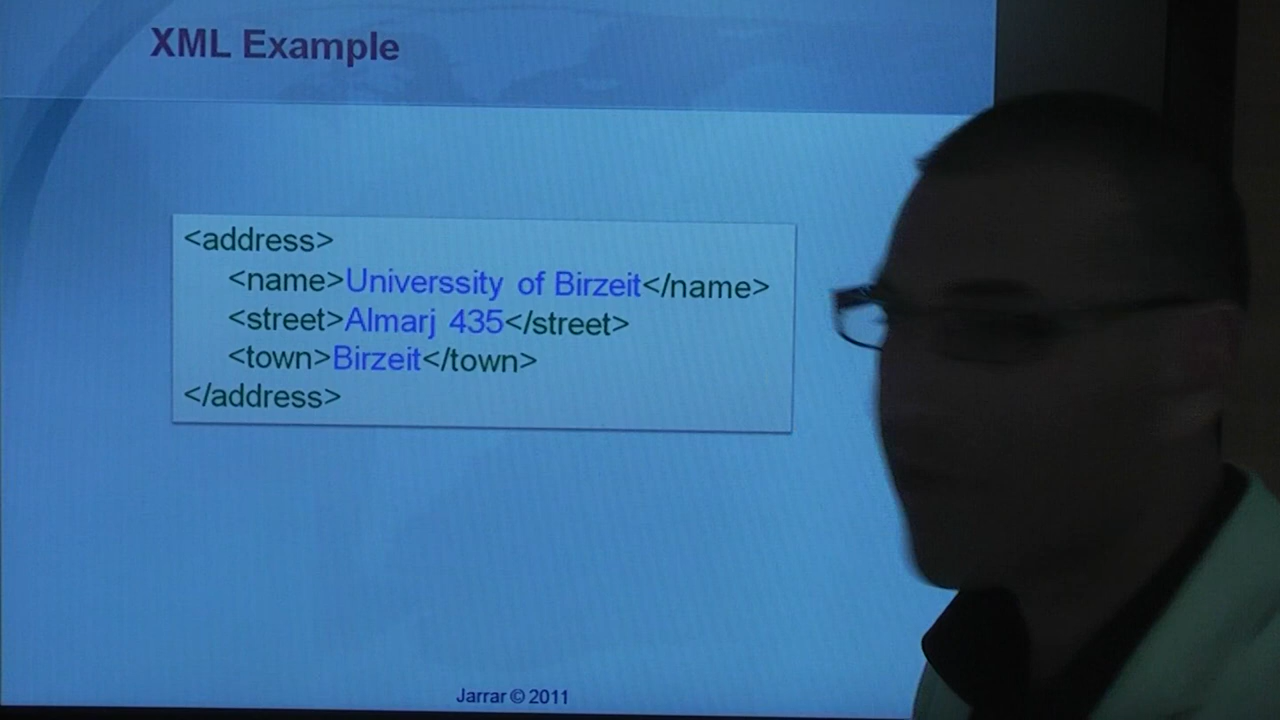 XML Example
<address>
<name>Universsity of Birzeit</name>
<street>Almarj 435</street>
<town>Birzeit</town>
</address>
Jarrar © 2011